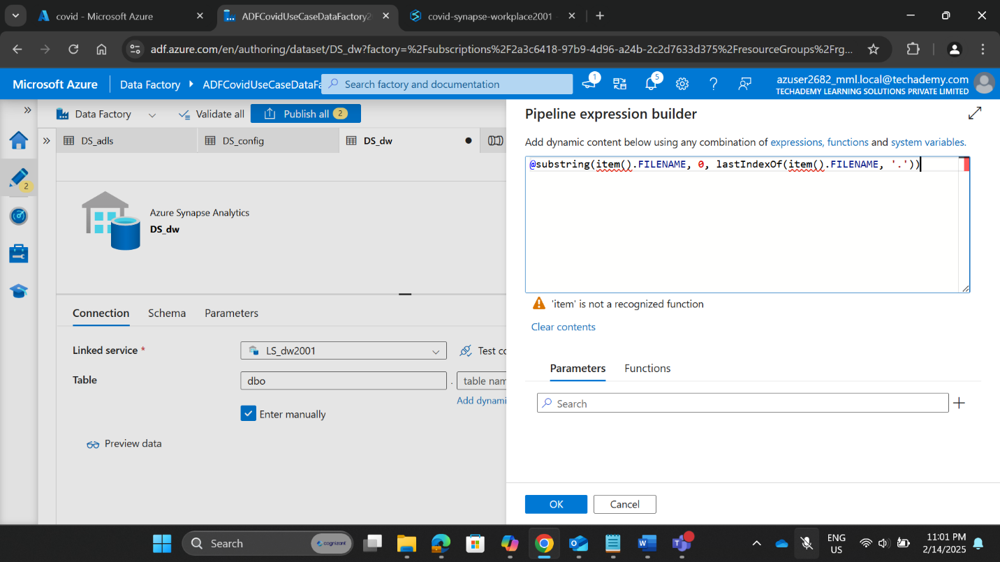 covid - Microsoft Azure
ADFCovidUseCaseDataFactory2
covid-synapse-workplace2001
adf.azure.com/en/authoring/dataset/DS_dw?factory=%2Fsubscriptions%2F2a3c6418-97b9-4d96-a24b-2c2d7633d375%2FresourceGroups%2Frg...
Microsoft Azure
Data Factory
ADFCovidUseCaseDataFa
Search factory and documentation
1
5
azuser2682_mml.local@techademy.com
TECHADEMY LEARNING SOLUTIONS PRIVATE LIMITED
2
Data Factory
Validate all
Publish all 2
DS_adls
DS_config
DS_dw
Azure Synapse Analytics
DS_dw
Connection
Schema
Parameters
Linked service *
LS_dw2001
Test co
Table
dbo
.
table nam
Add dynami
Enter manually
Preview data
Pipeline expression builder
Add dynamic content below using any combination of expressions, functions and system variables.
@substring(item().FILENAME, 0, lastIndexOf(item().FILENAME, '.'))
'item' is not a recognized function
Clear contents
Parameters
Functions
Search
OK
Cancel
Search
cognizant
ENG
US
11:01 PM
2/14/2025